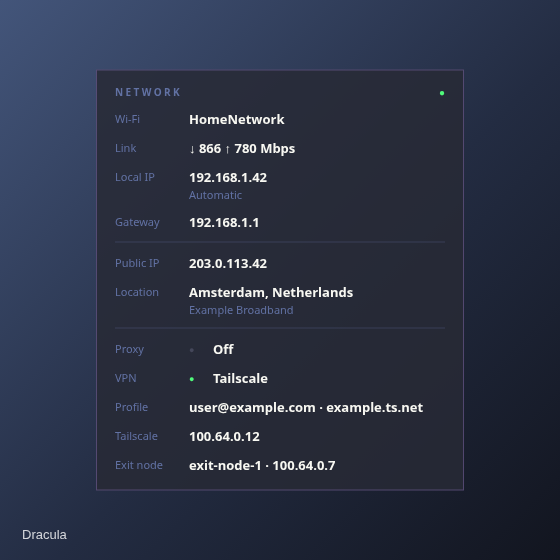 NETWORK
Wi-Fi HomeNetwork
Link ↓ 866 ↑ 780 Mbps
Local IP 192.168.1.42
Automatic
Gateway 192.168.1.1
Public IP 203.0.113.42
Location Amsterdam, Netherlands
Example Broadband
Proxy Off
VPN Tailscale
Profile user@example.com · example.ts.net
Tailscale 100.64.0.12
Exit node exit-node-1 · 100.64.0.7
Dracula